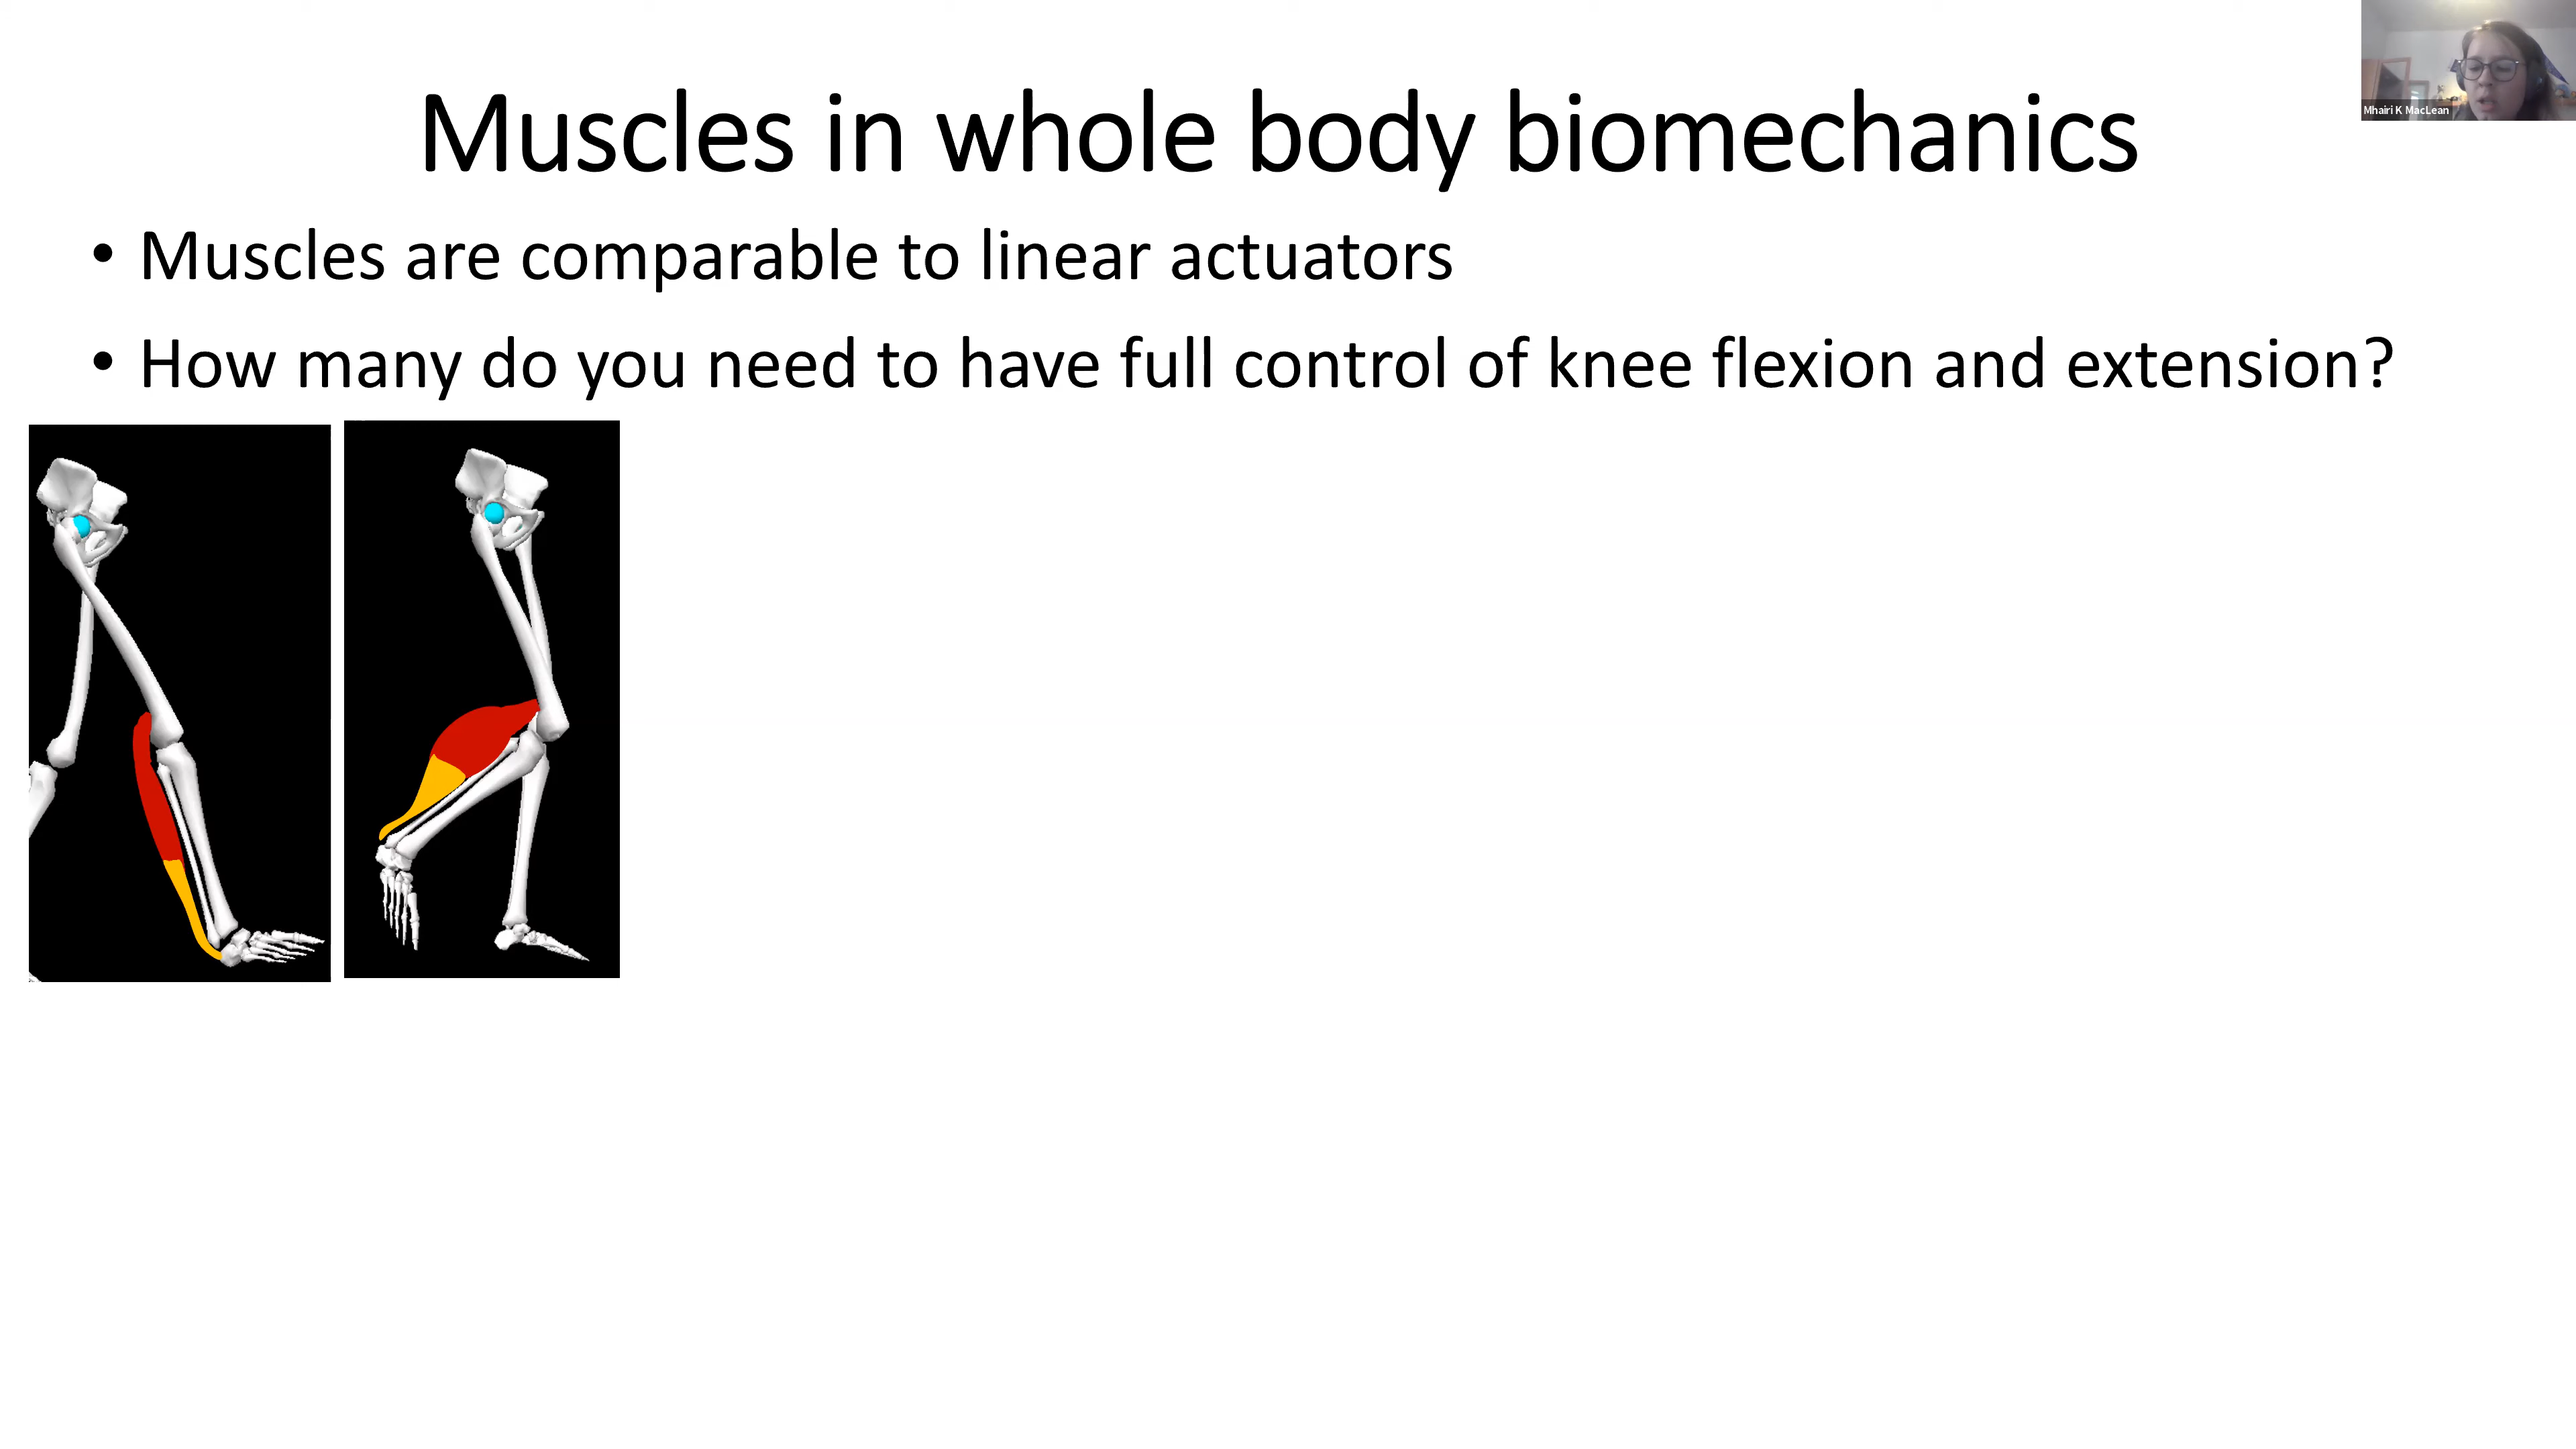 Muscles in whole body biomechanics
Mhairi K MacLean
• Muscles are comparable to linear actuators
• How many do you need to have full control of knee flexion and extension?